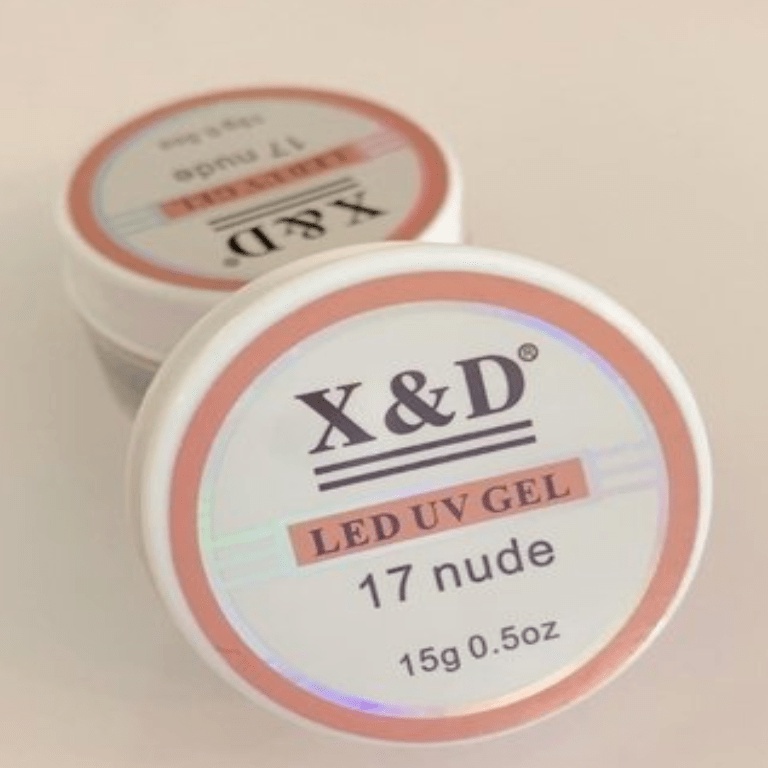 X&D®
LED UV GEL
17 nude
15g 0.5oz
X&D®
LED UV GEL
17 nude
15g 0.5oz